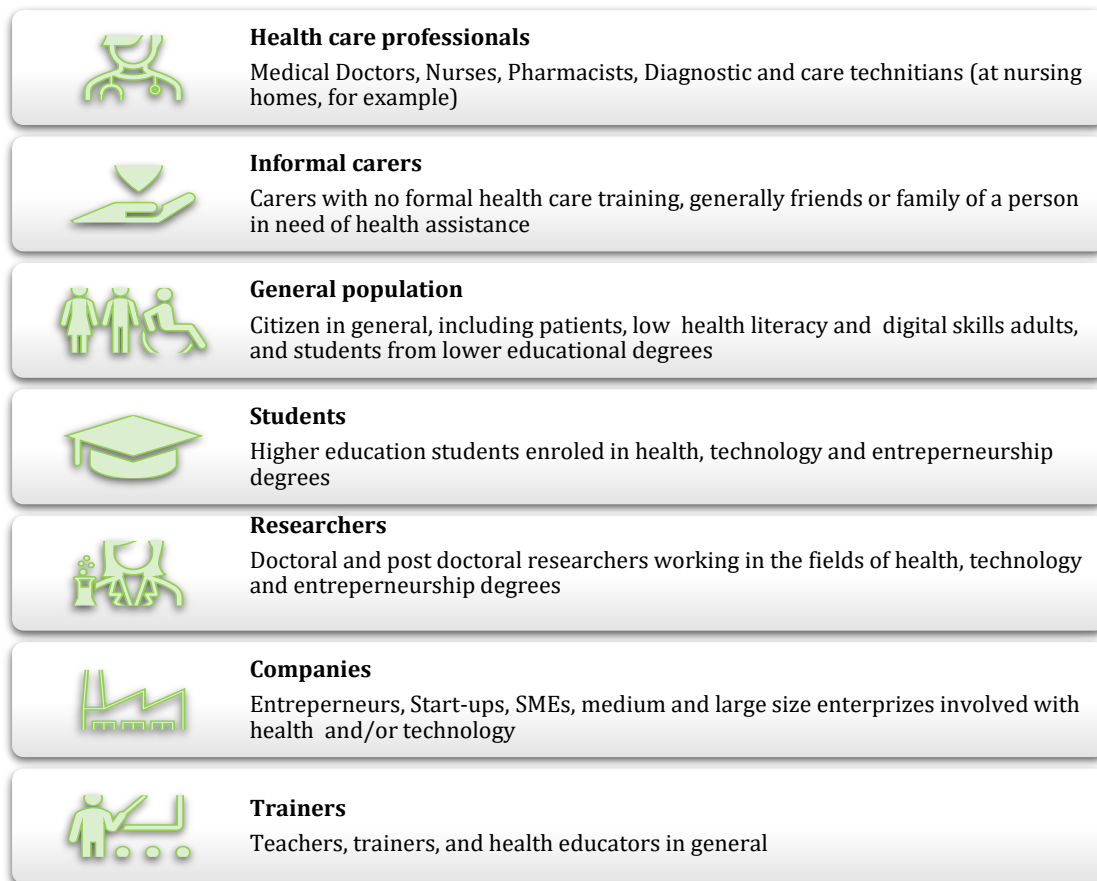 Health care professionals
Medical Doctors, Nurses, Pharmacists, Diagnostic and care technitians (at nursing
homes, for example)
Informal carers
Carers with no formal health care training, generally friends or family of a person
in need of health assistance
General population
Citizen in general, including patients, low  health literacy and  digital skills adults,
and students from lower educational degrees
Students
Higher education students enroled in health, technology and entreperneurship
degrees
Researchers
Doctoral and post doctoral researchers working in the fields of health, technology
and entreperneurship degrees
Companies
Entreperneurs, Start-ups, SMEs, medium and large size enterprizes involved with
health  and/or technology
Trainers
Teachers, trainers, and health educators in general